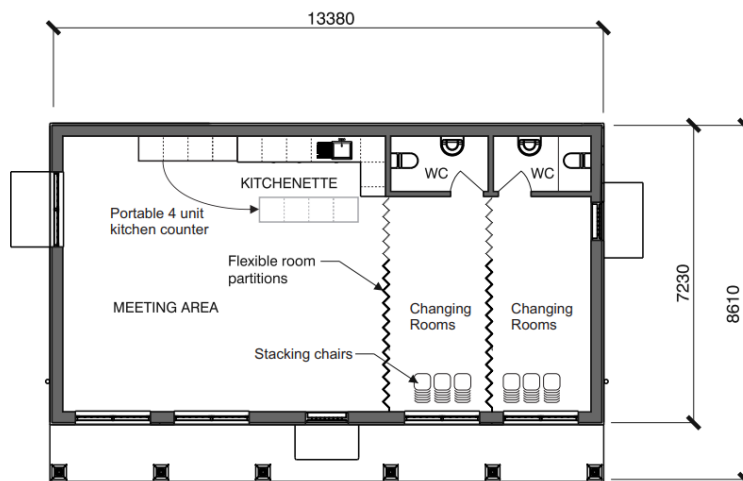 13380
WC
WC
KITCHENETTE
Portable 4 unit
kitchen counter
Flexible room
partitions
MEETING AREA
Changing
Rooms
Changing
Rooms
Stacking chairs
7230
8610